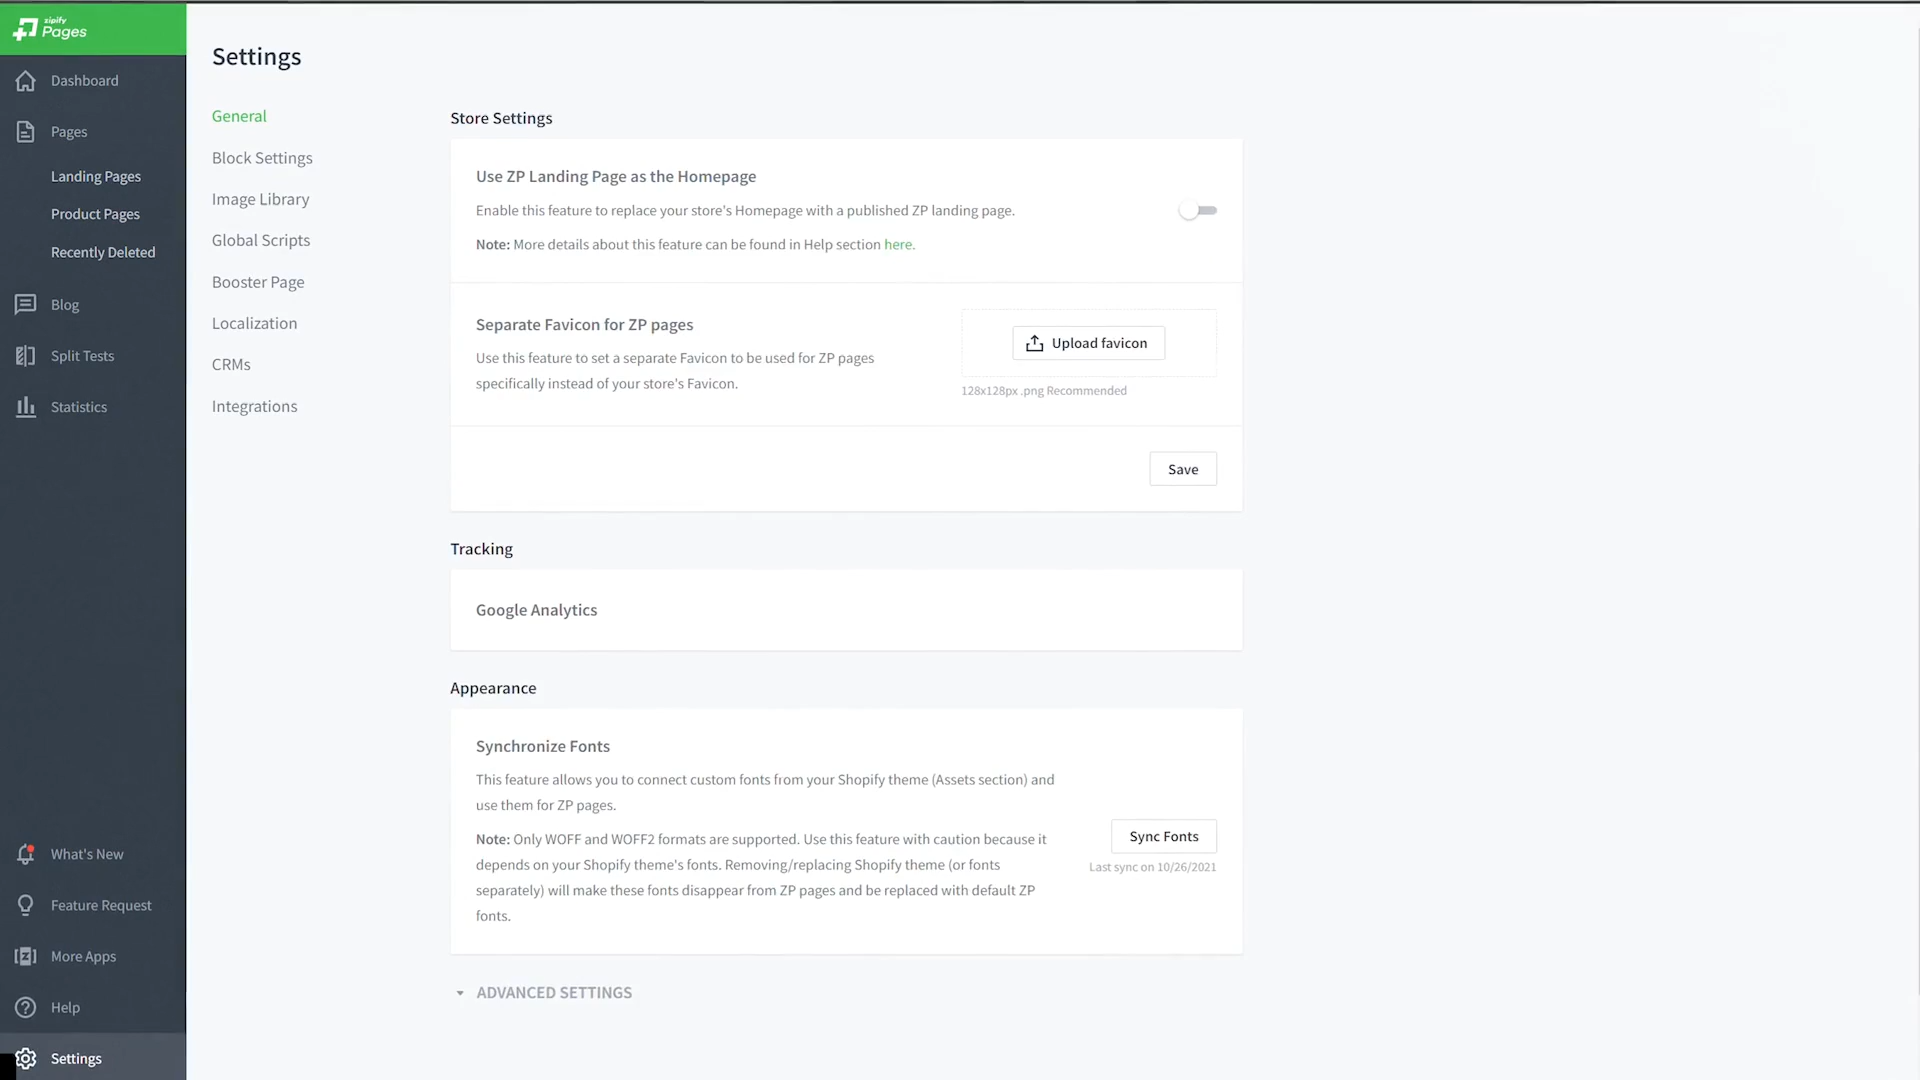 zipify
Pages
Dashboard
Pages
Landing Pages
Product Pages
Recently Deleted
Blog
Split Tests
Statistics
What's New
Feature Request
More Apps
Help
Settings
Settings
General
Block Settings
Image Library
Global Scripts
Booster Page
Localization
CRMs
Integrations
Store Settings
Use ZP Landing Page as the Homepage
Enable this feature to replace your store's Homepage with a published ZP landing page.
Note: More details about this feature can be found in Help section here.
Separate Favicon for ZP pages
Use this feature to set a separate Favicon to be used for ZP pages
specifically instead of your store's Favicon.
Upload favicon
128x128px .png Recommended
Save
Tracking
Google Analytics
Appearance
Synchronize Fonts
This feature allows you to connect custom fonts from your Shopify theme (Assets section) and
use them for ZP pages.
Note: Only WOFF and WOFF2 formats are supported. Use this feature with caution because it
depends on your Shopify theme's fonts. Removing/replacing Shopify theme (or fonts
separately) will make these fonts disappear from ZP pages and be replaced with default ZP
fonts.
Sync Fonts
Last sync on 10/26/2021
ADVANCED SETTINGS